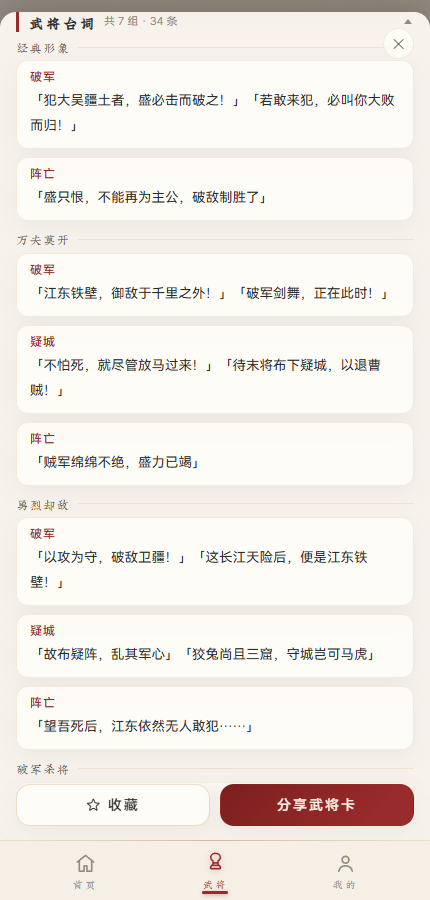 武将台词 共 7 组 · 34 条
经典形象
破军
「犯大吴疆土者，盛必击而破之！」「若敢来犯，必叫你大败
而归！」
阵亡
「盛只恨，不能再为主公，破敌制胜了」
万夫莫开
破军
「江东铁壁，御敌于千里之外！」「破军剑舞，正在此时！」
疑城
「不怕死，就尽管放马过来！」「待末将布下疑城，以退曹
贼！」
阵亡
「贼军绵绵不绝，盛力已竭」
勇烈却敌
破军
「以攻为守，破敌卫疆！」「这长江天险后，便是江东铁
壁！」
疑城
「故布疑阵，乱其军心」「狡兔尚且三窟，守城岂可马虎」
阵亡
「望吾死后，江东依然无人敢犯……」
破军杀将
收藏
分享武将卡
首页
武将
我的